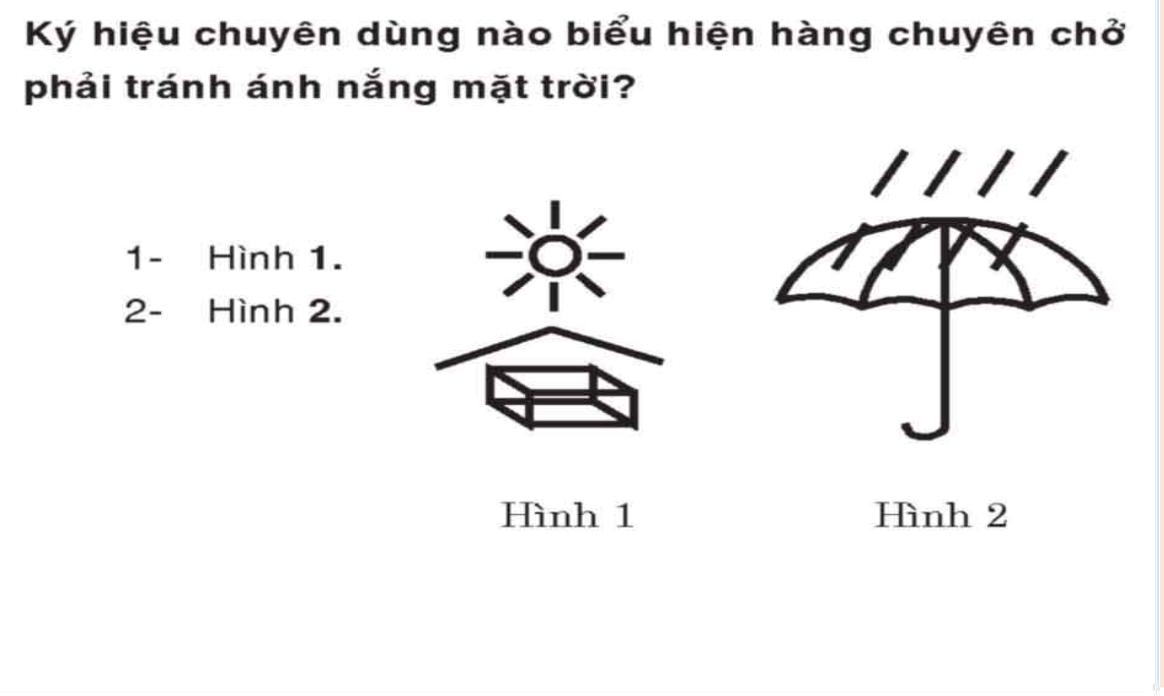 Ký hiệu chuyên dùng nào biểu hiện hàng chuyên chở
phải tránh ánh nắng mặt trời?
1- Hình 1.
2- Hình 2.
Hình 1
Hình 2